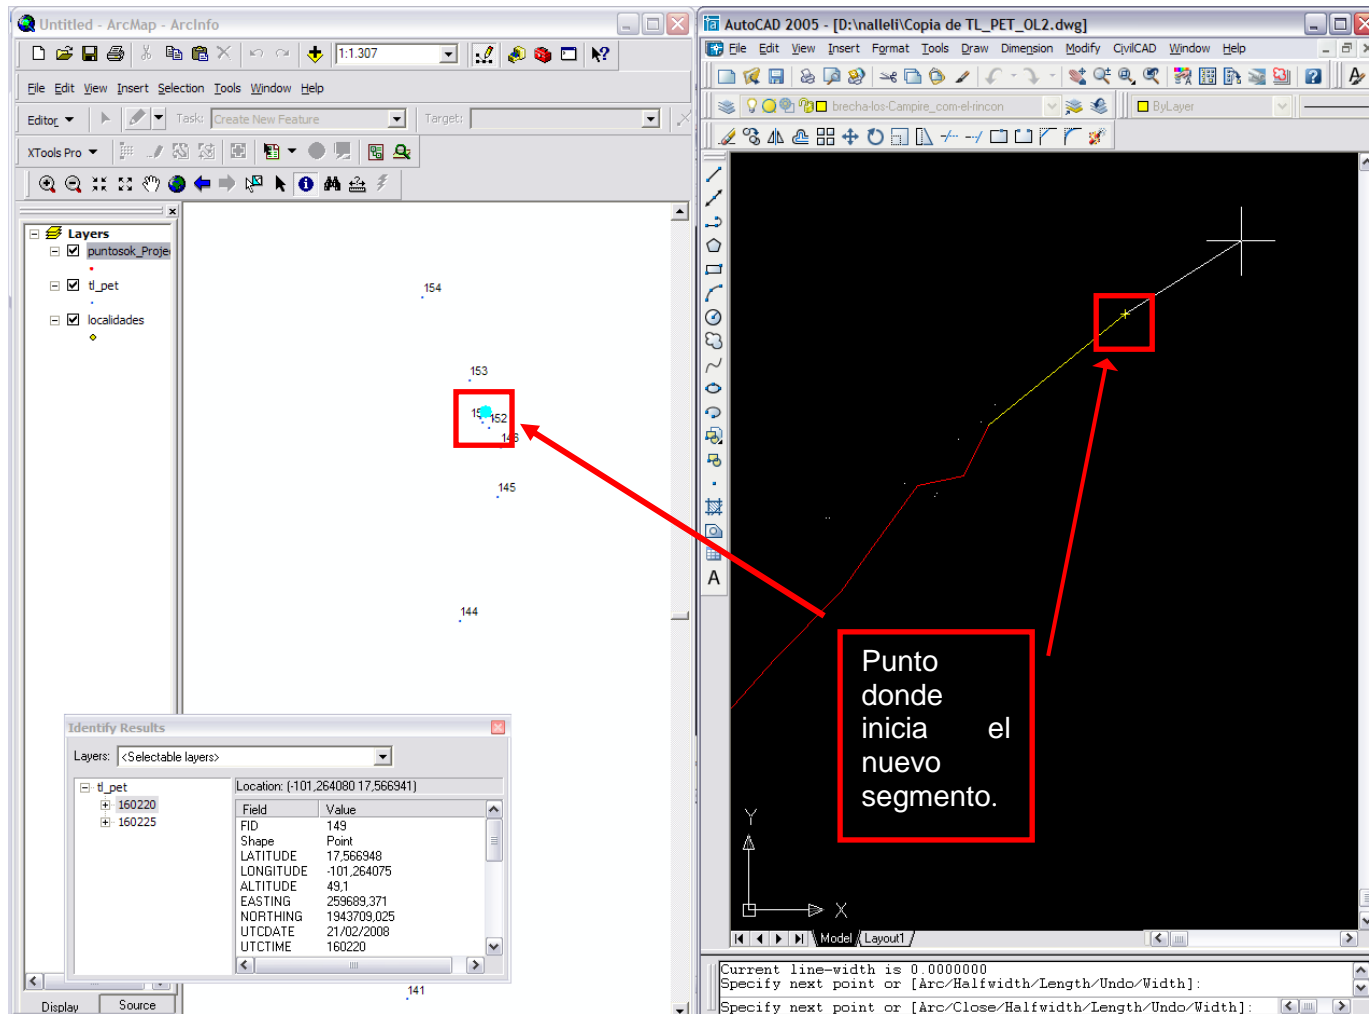 Untitled - ArcMap - ArcInfo
1:1.307
File Edit View Insert Selection Tools Window Help
Editor Task: Create New Feature Target:
XTools Pro
Layers
puntosok_Proje
tl_pet
localidades
154
153
152
145
144
141
Identify Results
Layers: <Selectable layers>
tl_pet
160220
160225
Location: (-101,264080 17,566941)
Field Value
FID 149
Shape Point
LATITUDE 17,566948
LONGITUDE -101,264075
ALTITUDE 49,1
EASTING 259689,371
NORTHING 1943709,025
UTCDATE 21/02/2008
UTCTIME 160220
Display Source
AutoCAD 2005 - [D:\nalleli\Copia de TL_PET_OL2.dwg]
File Edit View Insert Format Tools Draw Dimension Modify CivilCAD Window Help
brecha-los-Campire_com-el-rincon ByLayer
A
Punto
donde
inicia el
nuevo
segmento.
Y
X
Model Layout1
Current line-width is 0.0000000
Specify next point or [Arc/Halfwidth/Length/Undo/Width]:
Specify next point or [Arc/Close/Halfwidth/Length/Undo/Width]: